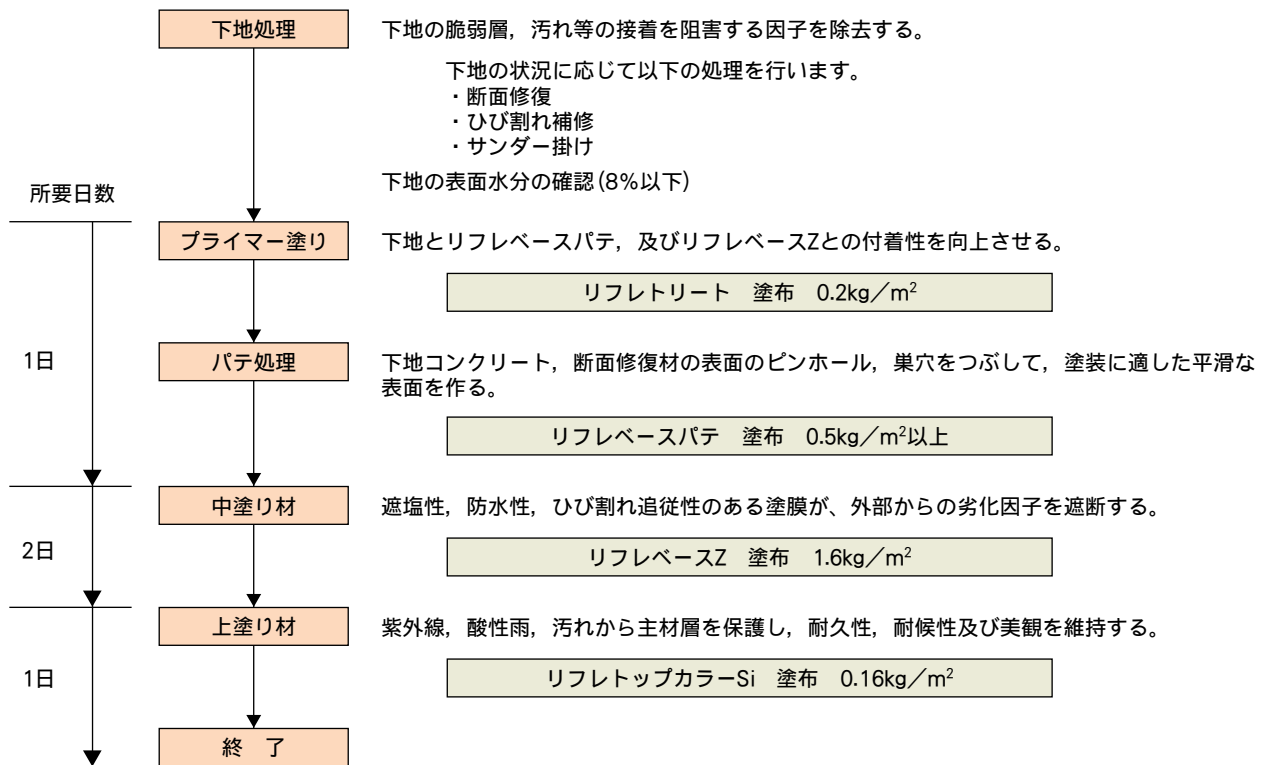 下地処理
下地の脆弱層，汚れ等の接着を阻害する因子を除去する。
下地の状況に応じて以下の処理を行います。
・断面修復
・ひび割れ補修
・サンダー掛け
下地の表面水分の確認(8%以下)
所要日数
プライマー塗り
下地とリフレベースパテ，及びリフレベースZとの付着性を向上させる。
リフレトリート　塗布　0.2kg／m²
1日
パテ処理
下地コンクリート，断面修復材の表面のピンホール，巣穴をつぶして，塗装に適した平滑な
表面を作る。
リフレベースパテ　塗布　0.5kg／m²以上
中塗り材
遮塩性，防水性，ひび割れ追従性のある塗膜が、外部からの劣化因子を遮断する。
2日
リフレベースZ　塗布　1.6kg／m²
上塗り材
紫外線，酸性雨，汚れから主材層を保護し，耐久性，耐候性及び美観を維持する。
1日
リフレトップカラーSi　塗布　0.16kg／m²
終　了